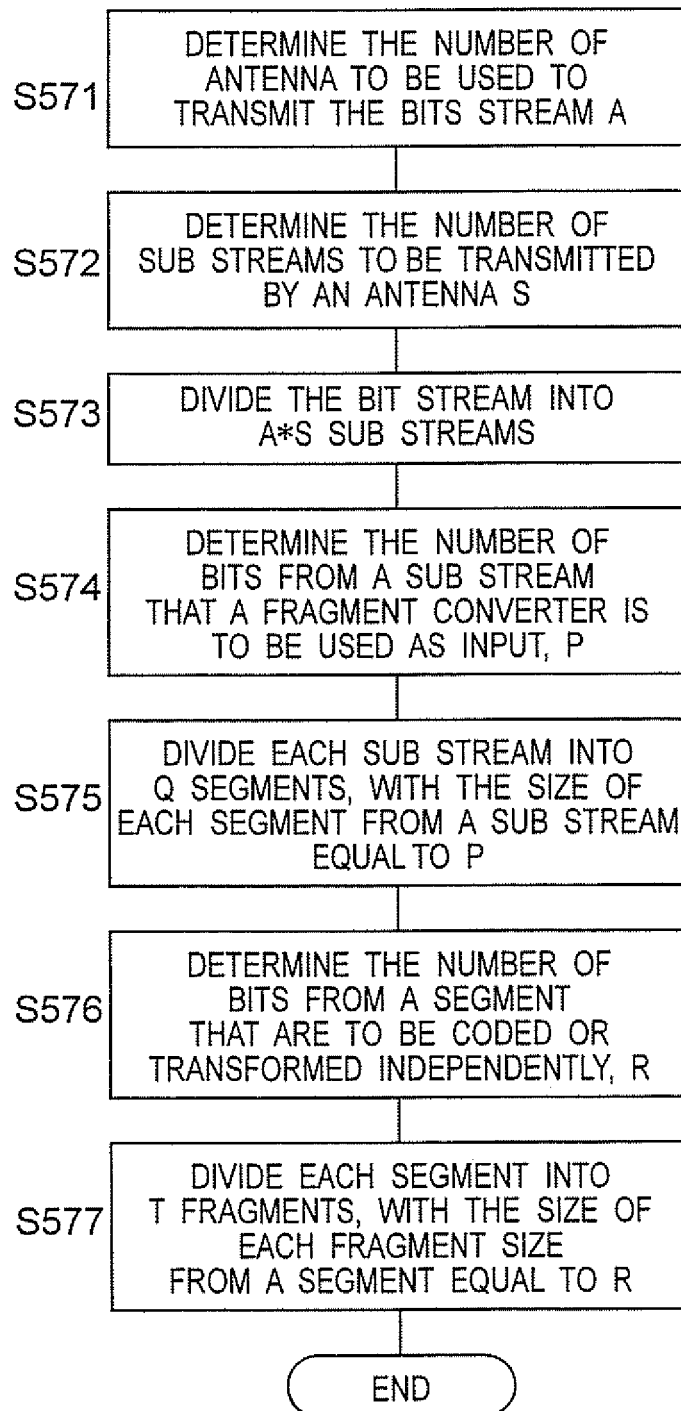 S571
DETERMINE THE NUMBER OF
ANTENNA TO BE USED TO
TRANSMIT THE BITS STREAM A
S572
DETERMINE THE NUMBER OF
SUB STREAMS TO BE TRANSMITTED
BY AN ANTENNA S
S573
DIVIDE THE BIT STREAM INTO
A*S SUB STREAMS
S574
DETERMINE THE NUMBER OF
BITS FROM A SUB STREAM
THAT A FRAGMENT CONVERTER IS
TO BE USED AS INPUT, P
S575
DIVIDE EACH SUB STREAM INTO
Q SEGMENTS, WITH THE SIZE OF
EACH SEGMENT FROM A SUB STREAM
EQUAL TO P
S576
DETERMINE THE NUMBER OF
BITS FROM A SEGMENT
THAT ARE TO BE CODED OR
TRANSFORMED INDEPENDENTLY, R
S577
DIVIDE EACH SEGMENT INTO
T FRAGMENTS, WITH THE SIZE OF
EACH FRAGMENT SIZE
FROM A SEGMENT EQUAL TO R
END